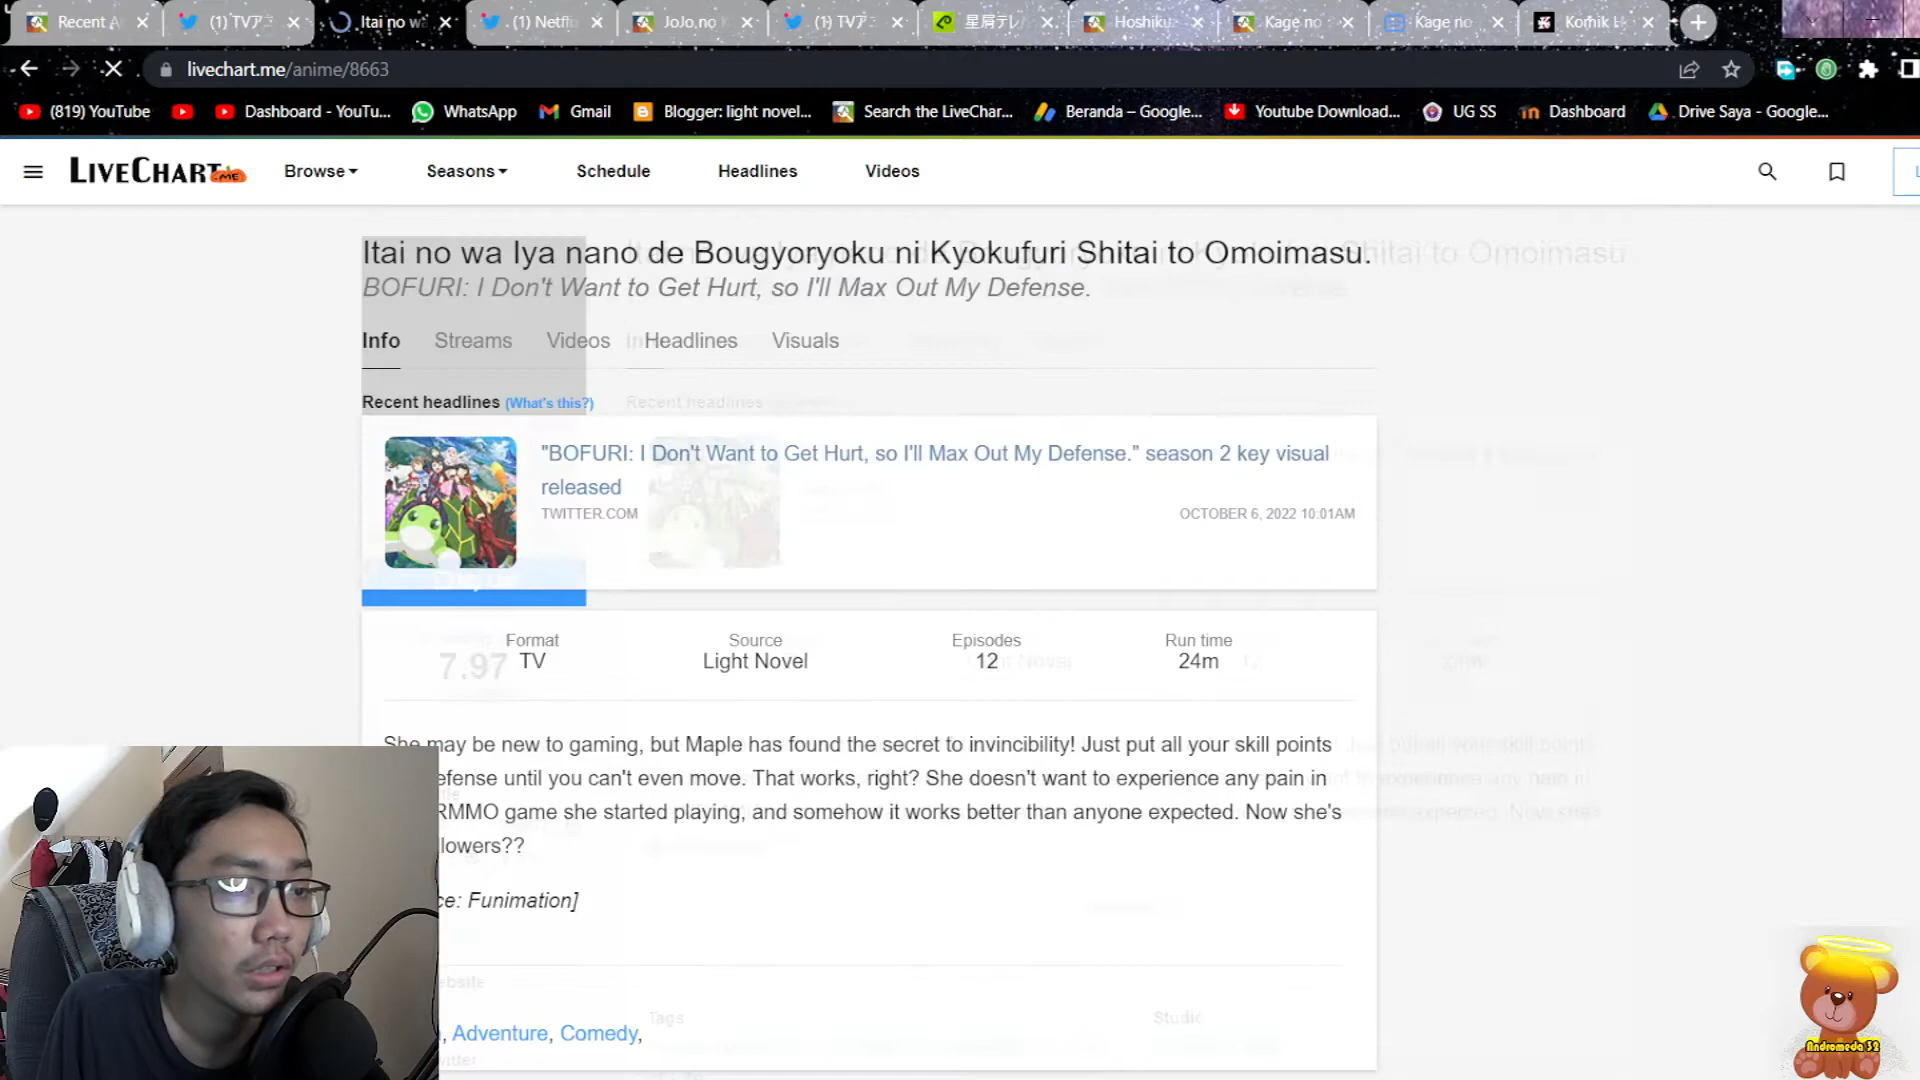 Recent A
(1) TVアニ
Itai no wa
(1) Netfli
JoJo no K
(1) TVアニ
星屑テレ
Hoshiku
Kage no
Kage no
Komik L
livechart.me/anime/8663
(819) YouTube
Dashboard - YouTu...
WhatsApp
Gmail
Blogger: light novel...
Search the LiveChar...
Beranda – Google...
Youtube Download...
UG SS
Dashboard
Drive Saya - Google...
LIVECHART.ME
Browse
Seasons
Schedule
Headlines
Videos
Itai no wa Iya nano de Bougyoryoku ni Kyokufuri Shitai to Omoimasu.
BOFURI: I Don't Want to Get Hurt, so I'll Max Out My Defense.
Info Streams Videos Headlines Visuals
Recent headlines (What's this?)
"BOFURI: I Don't Want to Get Hurt, so I'll Max Out My Defense." season 2 key visual
released
TWITTER.COM
OCTOBER 6, 2022 10:01AM
Format
Source
Episodes
Run time
7.97
TV
Light Novel
12
24m
She may be new to gaming, but Maple has found the secret to invincibility! Just put all your skill points
efense until you can't even move. That works, right? She doesn't want to experience any pain in
RMMO game she started playing, and somehow it works better than anyone expected. Now she's
lowers??
ce: Funimation]
ebsite
Tags
Studio
, Adventure, Comedy,
witter
Andromeda 32